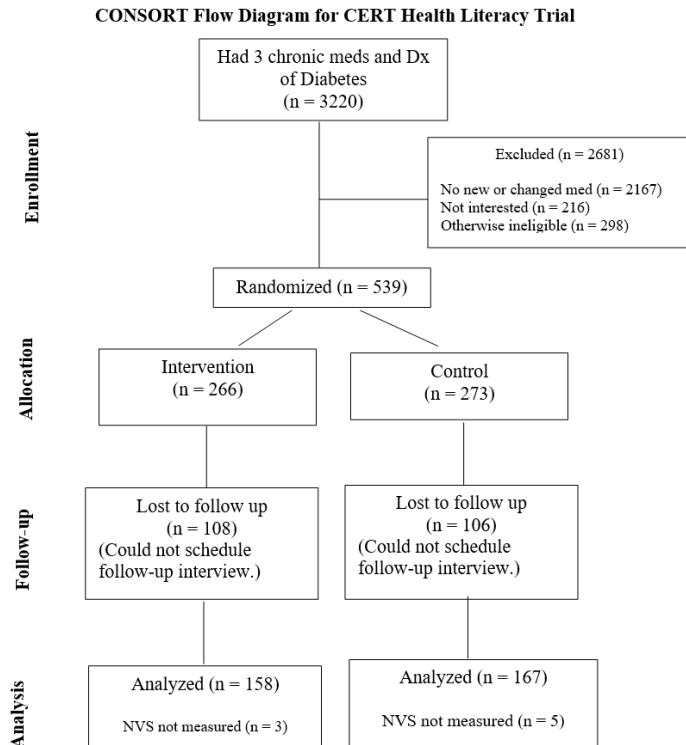 CONSORT Flow Diagram for CERT Health Literacy Trial
Had 3 chronic meds and Dx
of Diabetes
(n = 3220)
Enrollment
Excluded (n = 2681)
No new or changed med (n = 2167)
Not interested (n = 216)
Otherwise ineligible (n = 298)
Randomized (n = 539)
Allocation
Intervention
(n = 266)
Control
(n = 273)
Follow-up
Lost to follow up
(n = 108)
(Could not schedule
follow-up interview.)
Lost to follow up
(n = 106)
(Could not schedule
follow-up interview.)
Analysis
Analyzed (n = 158)
NVS not measured (n = 3)
Analyzed (n = 167)
NVS not measured (n = 5)